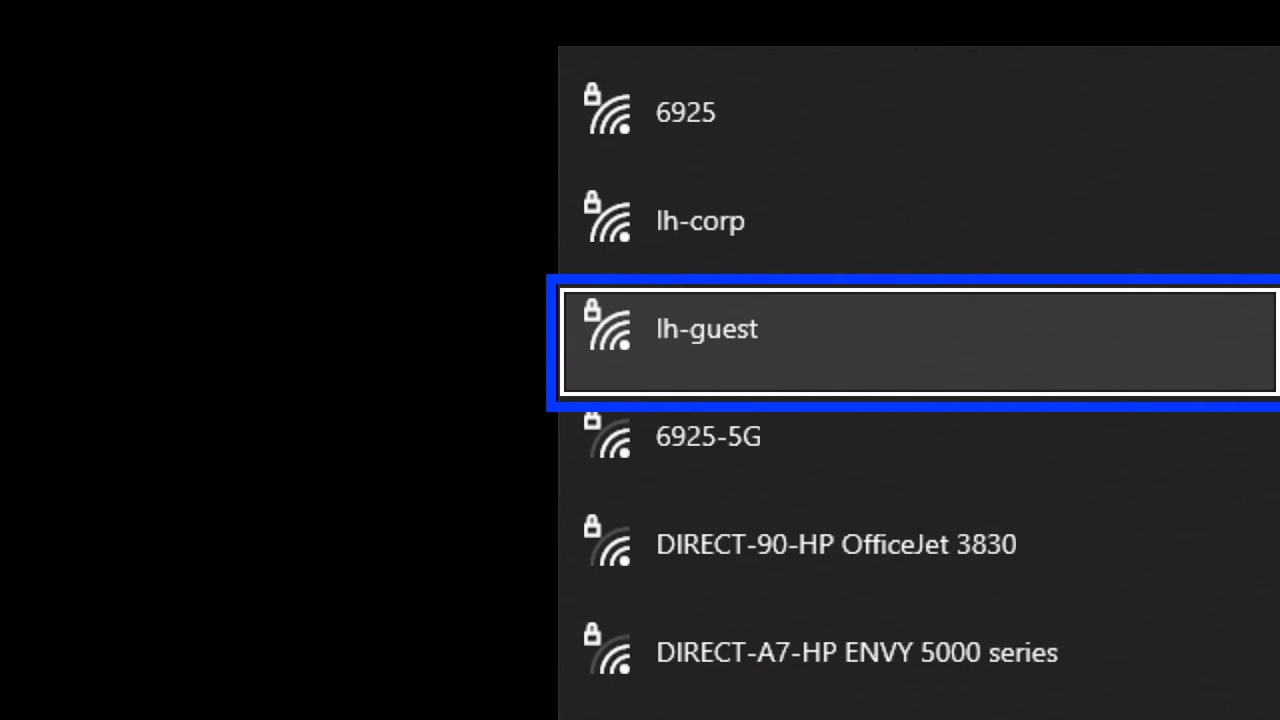 6925
lh-corp
lh-guest
6925-5G
DIRECT-90-HP OfficeJet 3830
DIRECT-A7-HP ENVY 5000 series